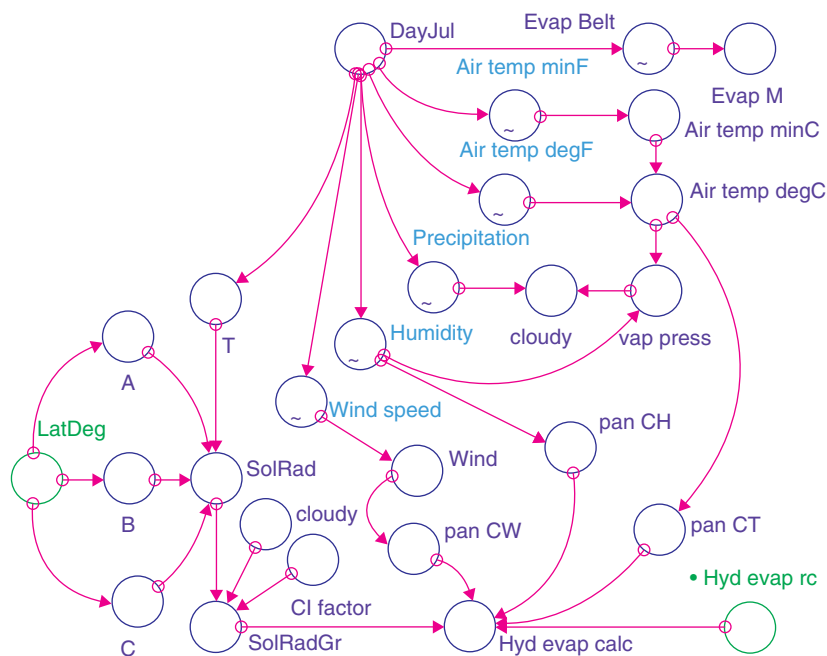 DayJul
Evap Belt
Air temp minF
~
Evap M
~
Air temp minC
Air temp degF
~
Air temp degC
Precipitation
~
cloudy
vap press
T
Humidity
~
A
~
Wind speed
LatDeg
pan CH
SolRad
Wind
B
cloudy
pan CW
pan CT
CI factor
• Hyd evap rc
C
SolRadGr
Hyd evap calc